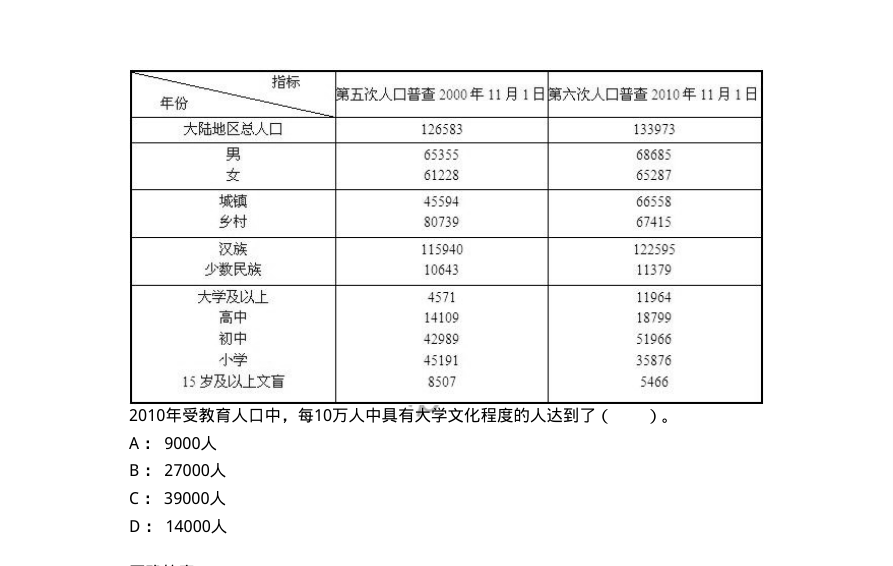 指标
年份
第五次人口普查 2000 年 11 月 1 日 第六次人口普查 2010 年 11 月 1 日
大陆地区总人口 126583 133973
男 65355 68685
女 61228 65287
城镇 45594 66558
乡村 80739 67415
汉族 115940 122595
少数民族 10643 11379
大学及以上 4571 11964
高中 14109 18799
初中 42989 51966
小学 45191 35876
15 岁及以上文盲 8507 5466
2010年受教育人口中，每10万人中具有大学文化程度的人达到了（ ）。
A： 9000人
B： 27000人
C： 39000人
D： 14000人